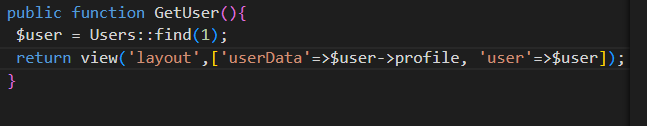 public function GetUser(){
$user = Users::find(1);
return view('layout',['userData'=>$user->profile, 'user'=>$user]);
}